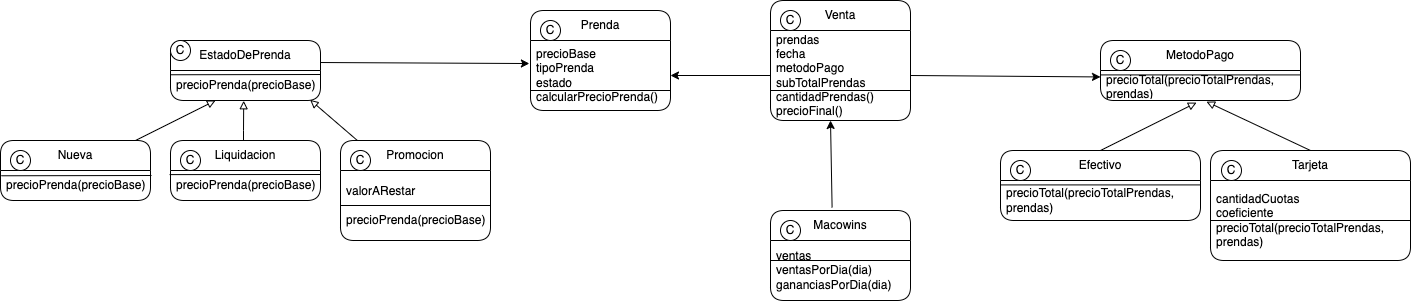 C
EstadoDePrenda
precioPrenda(precioBase)
C
Prenda
precioBase
tipoPrenda
estado
calcularPrecioPrenda()
C
Venta
prendas
fecha
metodoPago
subTotalPrendas
cantidadPrendas()
precioFinal()
C
MetodoPago
precioTotal(precioTotalPrendas,
prendas)
C
Nueva
precioPrenda(precioBase)
C
Liquidacion
precioPrenda(precioBase)
C
Promocion
valorARestar
precioPrenda(precioBase)
C
Macowins
ventas
ventasPorDia(dia)
gananciasPorDia(dia)
C
Efectivo
precioTotal(precioTotalPrendas,
prendas)
C
Tarjeta
cantidadCuotas
coeficiente
precioTotal(precioTotalPrendas,
prendas)